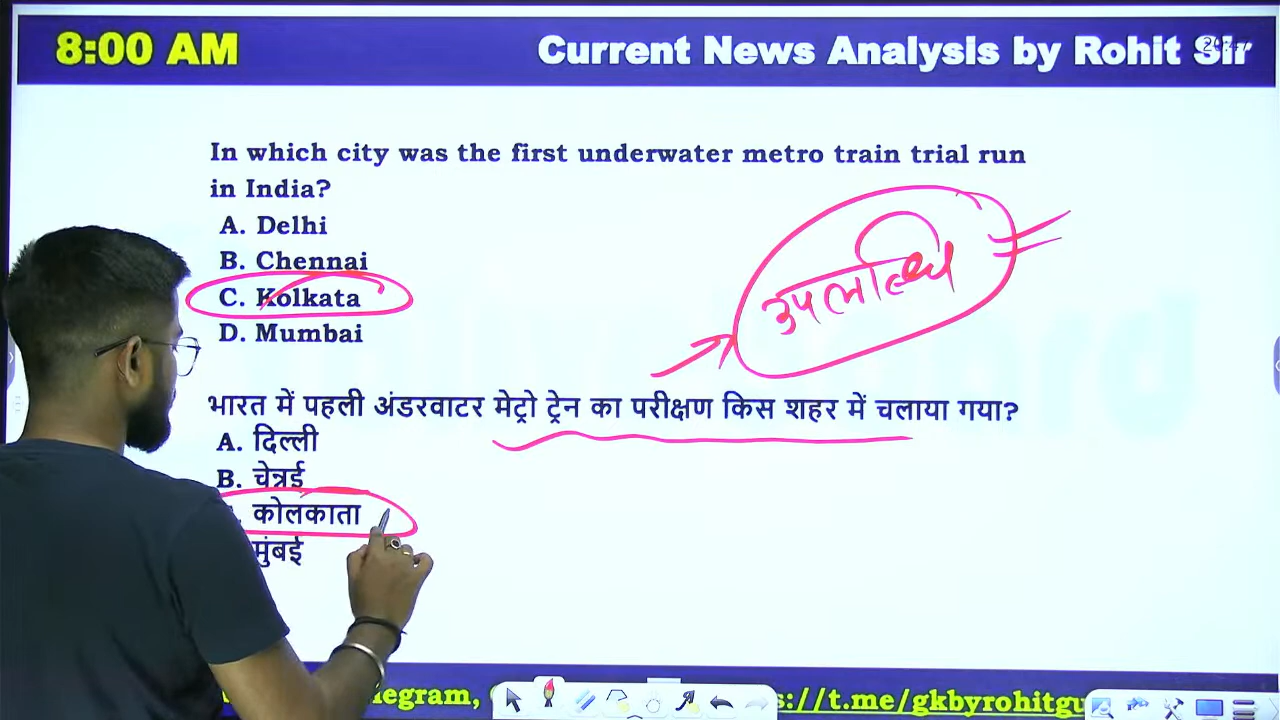 8:00 AM
Current News Analysis by Rohit Sir
In which city was the first underwater metro train trial run
in India?
A. Delhi
B. Chennai
C. Kolkata
D. Mumbai
उपलब्धि
भारत में पहली अंडरवाटर मेट्रो ट्रेन का परीक्षण किस शहर में चलाया गया?
A. दिल्ली
B. चेन्नई
कोलकाता
मुंबई
s://t.me/gkbyrohitgu